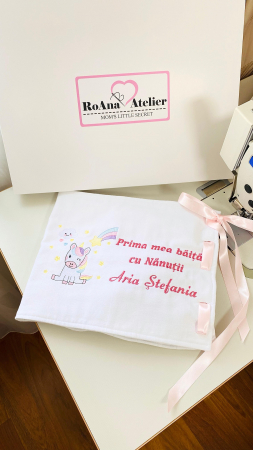 RoAna Atelier
MOM'S LITTLE SECRET
Prima mea băiță
cu Nănuții
Aria Ștefania